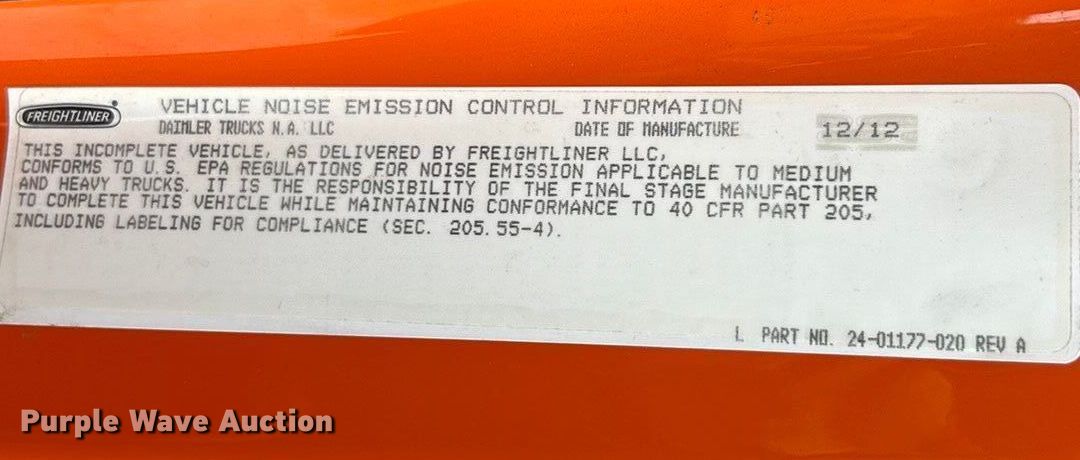 FREIGHTLINER
VEHICLE NOISE EMISSION CONTROL INFORMATION
DAIMLER TRUCKS N.A. LLC DATE OF MANUFACTURE 12/12
THIS INCOMPLETE VEHICLE, AS DELIVERED BY FREIGHTLINER LLC,
CONFORMS TO U.S. EPA REGULATIONS FOR NOISE EMISSION APPLICABLE TO MEDIUM
AND HEAVY TRUCKS. IT IS THE RESPONSIBILITY OF THE FINAL STAGE MANUFACTURER
TO COMPLETE THIS VEHICLE WHILE MAINTAINING CONFORMANCE TO 40 CFR PART 205,
INCLUDING LABELING FOR COMPLIANCE (SEC. 205.55-4).
L PART NO. 24-01177-020 REV A
Purple Wave Auction